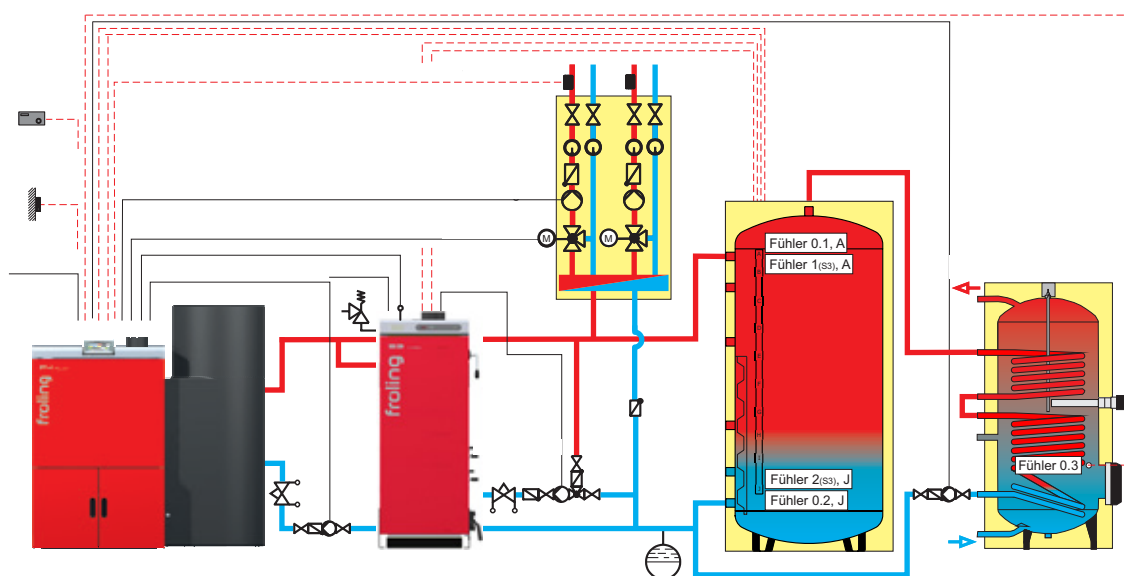 M
M
Fühler 0.1, A
Fühler 1(S3), A
froling
froling
Fühler 0.3
Fühler 2(S3), J
Fühler 0.2, J